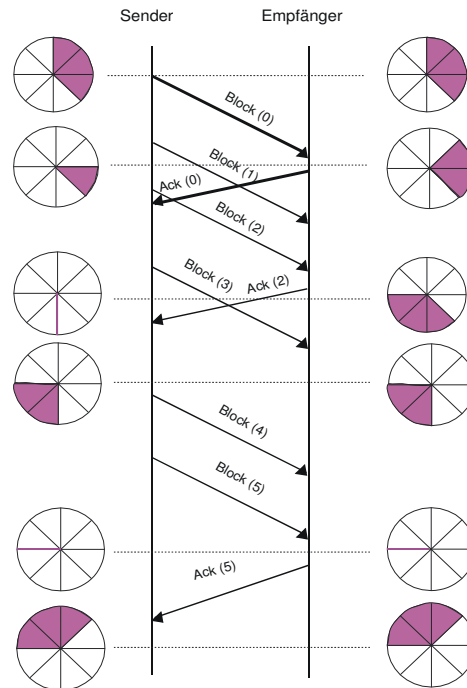 Sender
Empfänger
Block (0)
Block (1)
Ack (0)
Block (2)
Block (3)
Ack (2)
Block (4)
Block (5)
Ack (5)